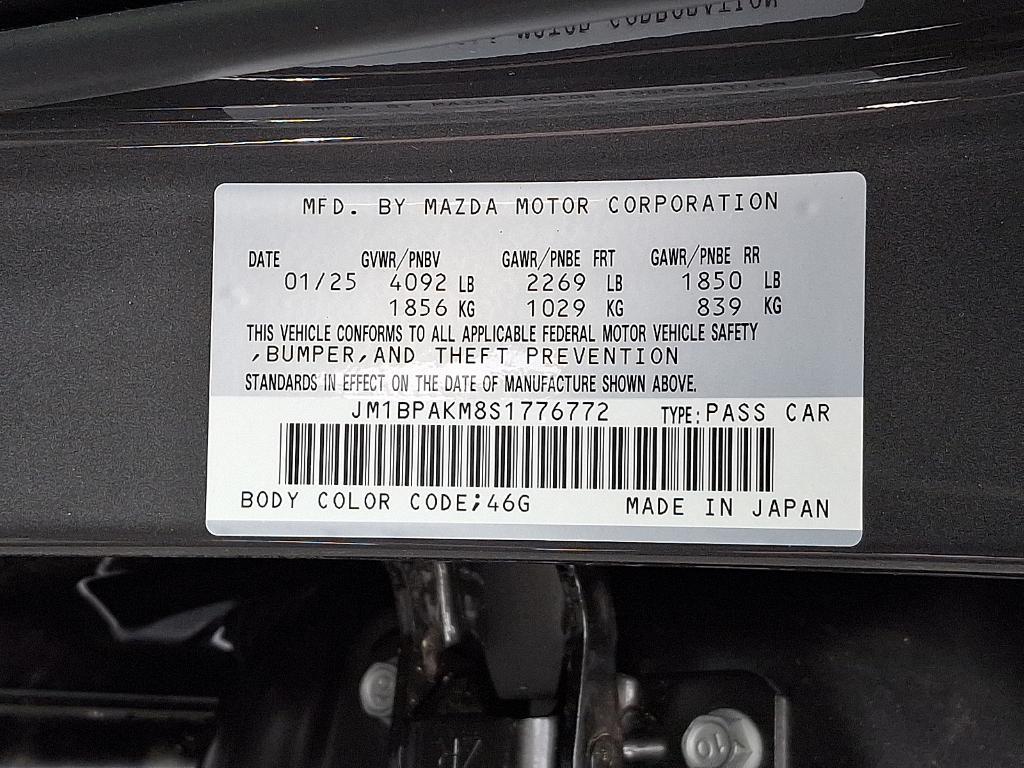 MFD. BY MAZDA MOTOR CORPORATION
DATE GVWR/PNBV GAWR/PNBE FRT GAWR/PNBE RR
01/25 4092 LB 2269 LB 1850 LB
1856 KG 1029 KG 839 KG
THIS VEHICLE CONFORMS TO ALL APPLICABLE FEDERAL MOTOR VEHICLE SAFETY
,BUMPER,AND THEFT PREVENTION
STANDARDS IN EFFECT ON THE DATE OF MANUFACTURE SHOWN ABOVE.
JM1BPAKM8S1776772 TYPE:PASS CAR
BODY COLOR CODE;46G MADE IN JAPAN
10